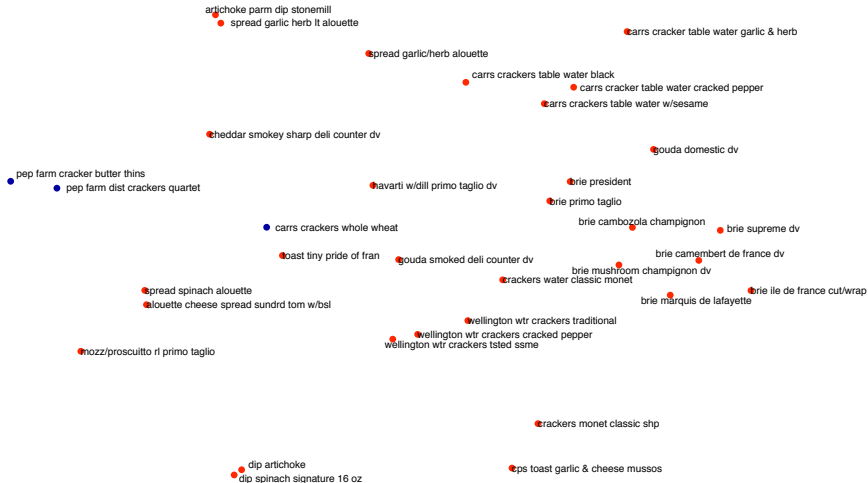 artichoke parm dip stonemill
spread garlic herb lt alouette
carrs cracker table water garlic & herb
spread garlic/herb alouette
carrs crackers table water black
carrs cracker table water cracked pepper
carrs crackers table water w/sesame
cheddar smokey sharp deli counter dv
gouda domestic dv
pep farm cracker butter thins
pep farm dist crackers quartet
havarti w/dill primo taglio dv
brie president
brie primo taglio
brie cambozola champignon
carrs crackers whole wheat
brie supreme dv
toast tiny pride of fran
gouda smoked deli counter dv
brie camembert de france dv
brie mushroom champignon dv
crackers water classic monet
spread spinach alouette
brie ile de france cut/wrap
brie marquis de lafayette
alouette cheese spread sundrd tom w/bsl
wellington wtr crackers traditional
wellington wtr crackers cracked pepper
wellington wtr crackers tsted ssme
mozz/proscuitto rl primo taglio
crackers monet classic shp
dip artichoke
cps toast garlic & cheese mussos
dip spinach signature 16 oz